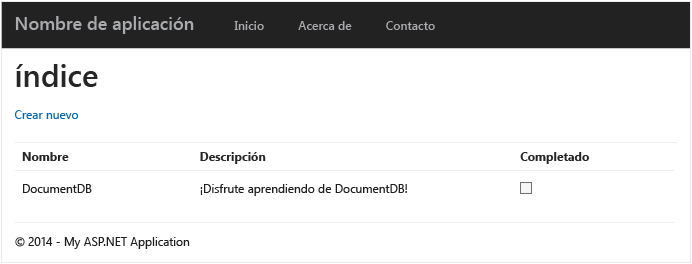 Nombre de aplicación Inicio Acerca de Contacto
índice
Crear nuevo
Nombre Descripción Completado
DocumentDB ¡Disfrute aprendiendo de DocumentDB!
© 2014 - My ASP.NET Application